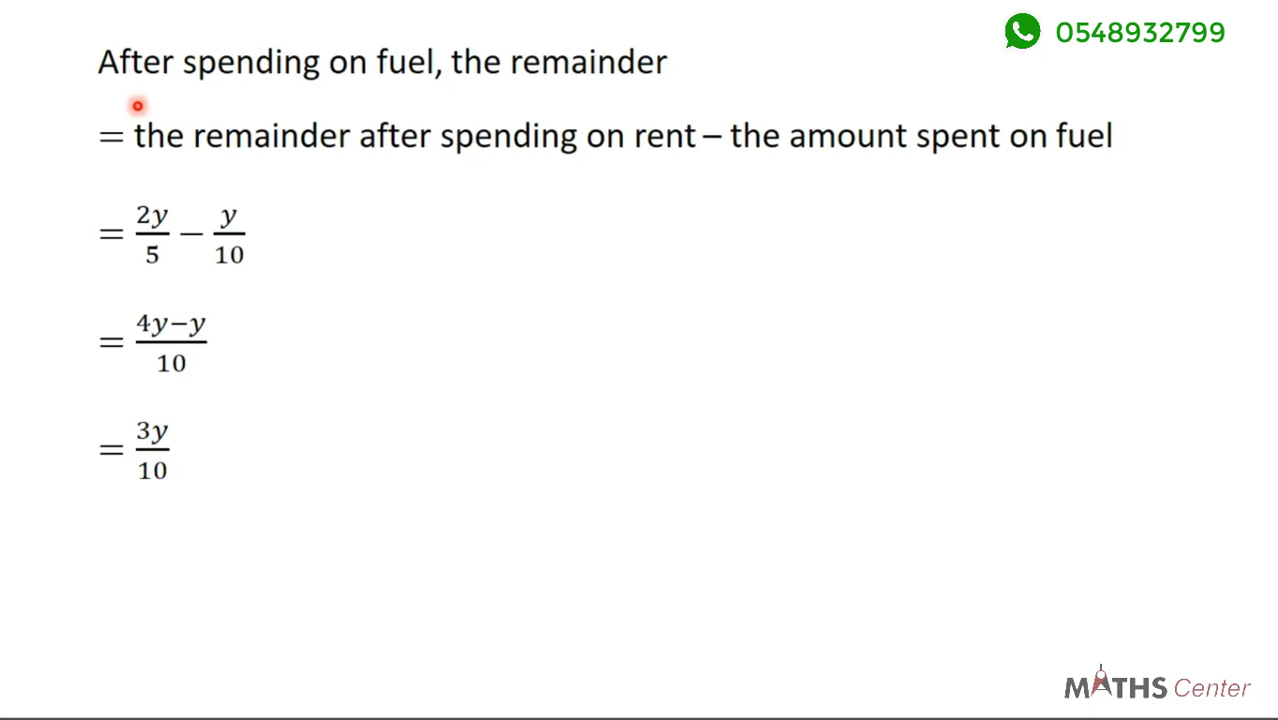 0548932799
After spending on fuel, the remainder
= the remainder after spending on rent – the amount spent on fuel
= 2y/5 − y/10
= 4y−y/10
= 3y/10
MATHS Center